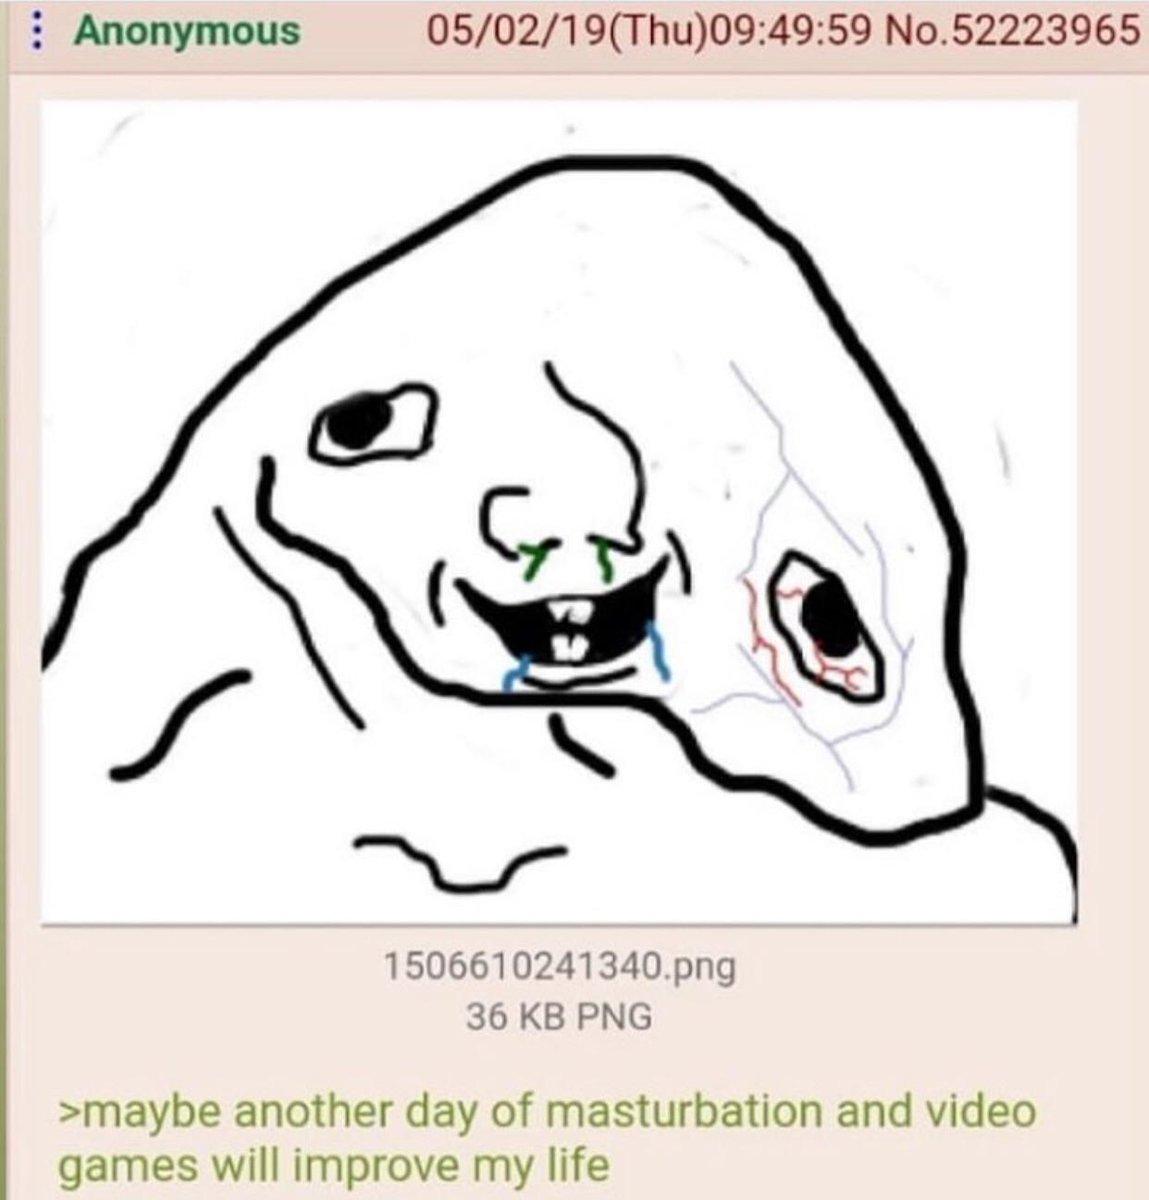 Anonymous 05/02/19(Thu)09:49:59 No.52223965
1506610241340.png
36 KB PNG
>maybe another day of masturbation and video
games will improve my life